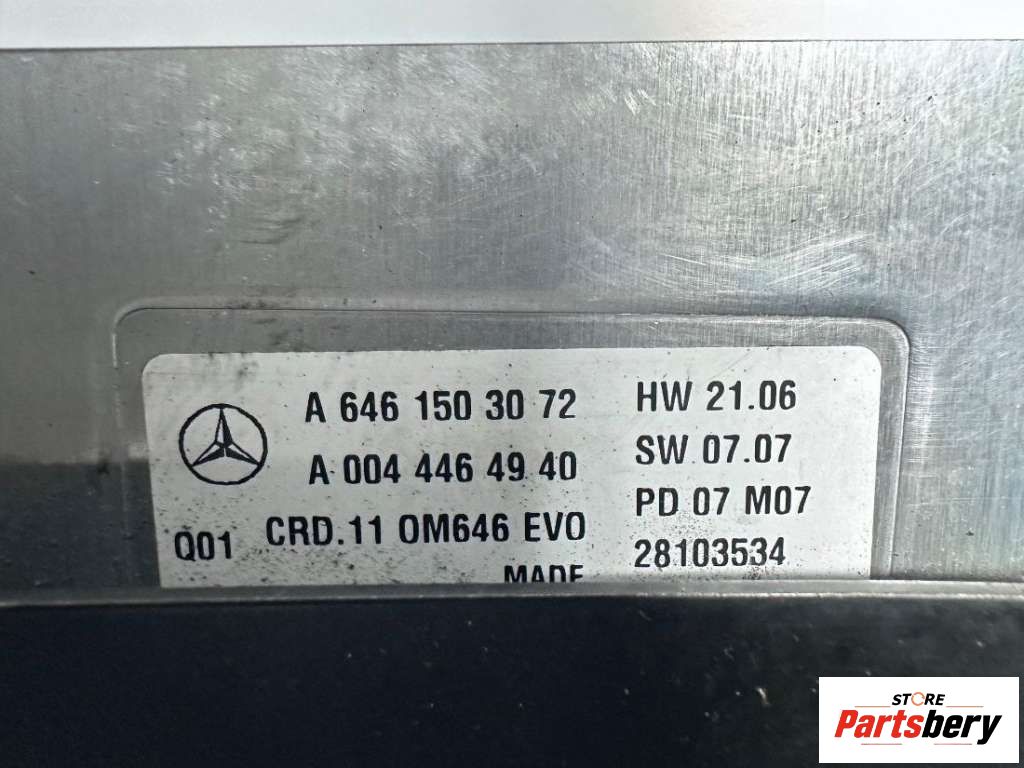 A 646 150 30 72
A 004 446 49 40
Q01 CRD.11 OM646 EVO
MADE
HW 21.06
SW 07.07
PD 07 M07
28103534
STORE
Partsbery